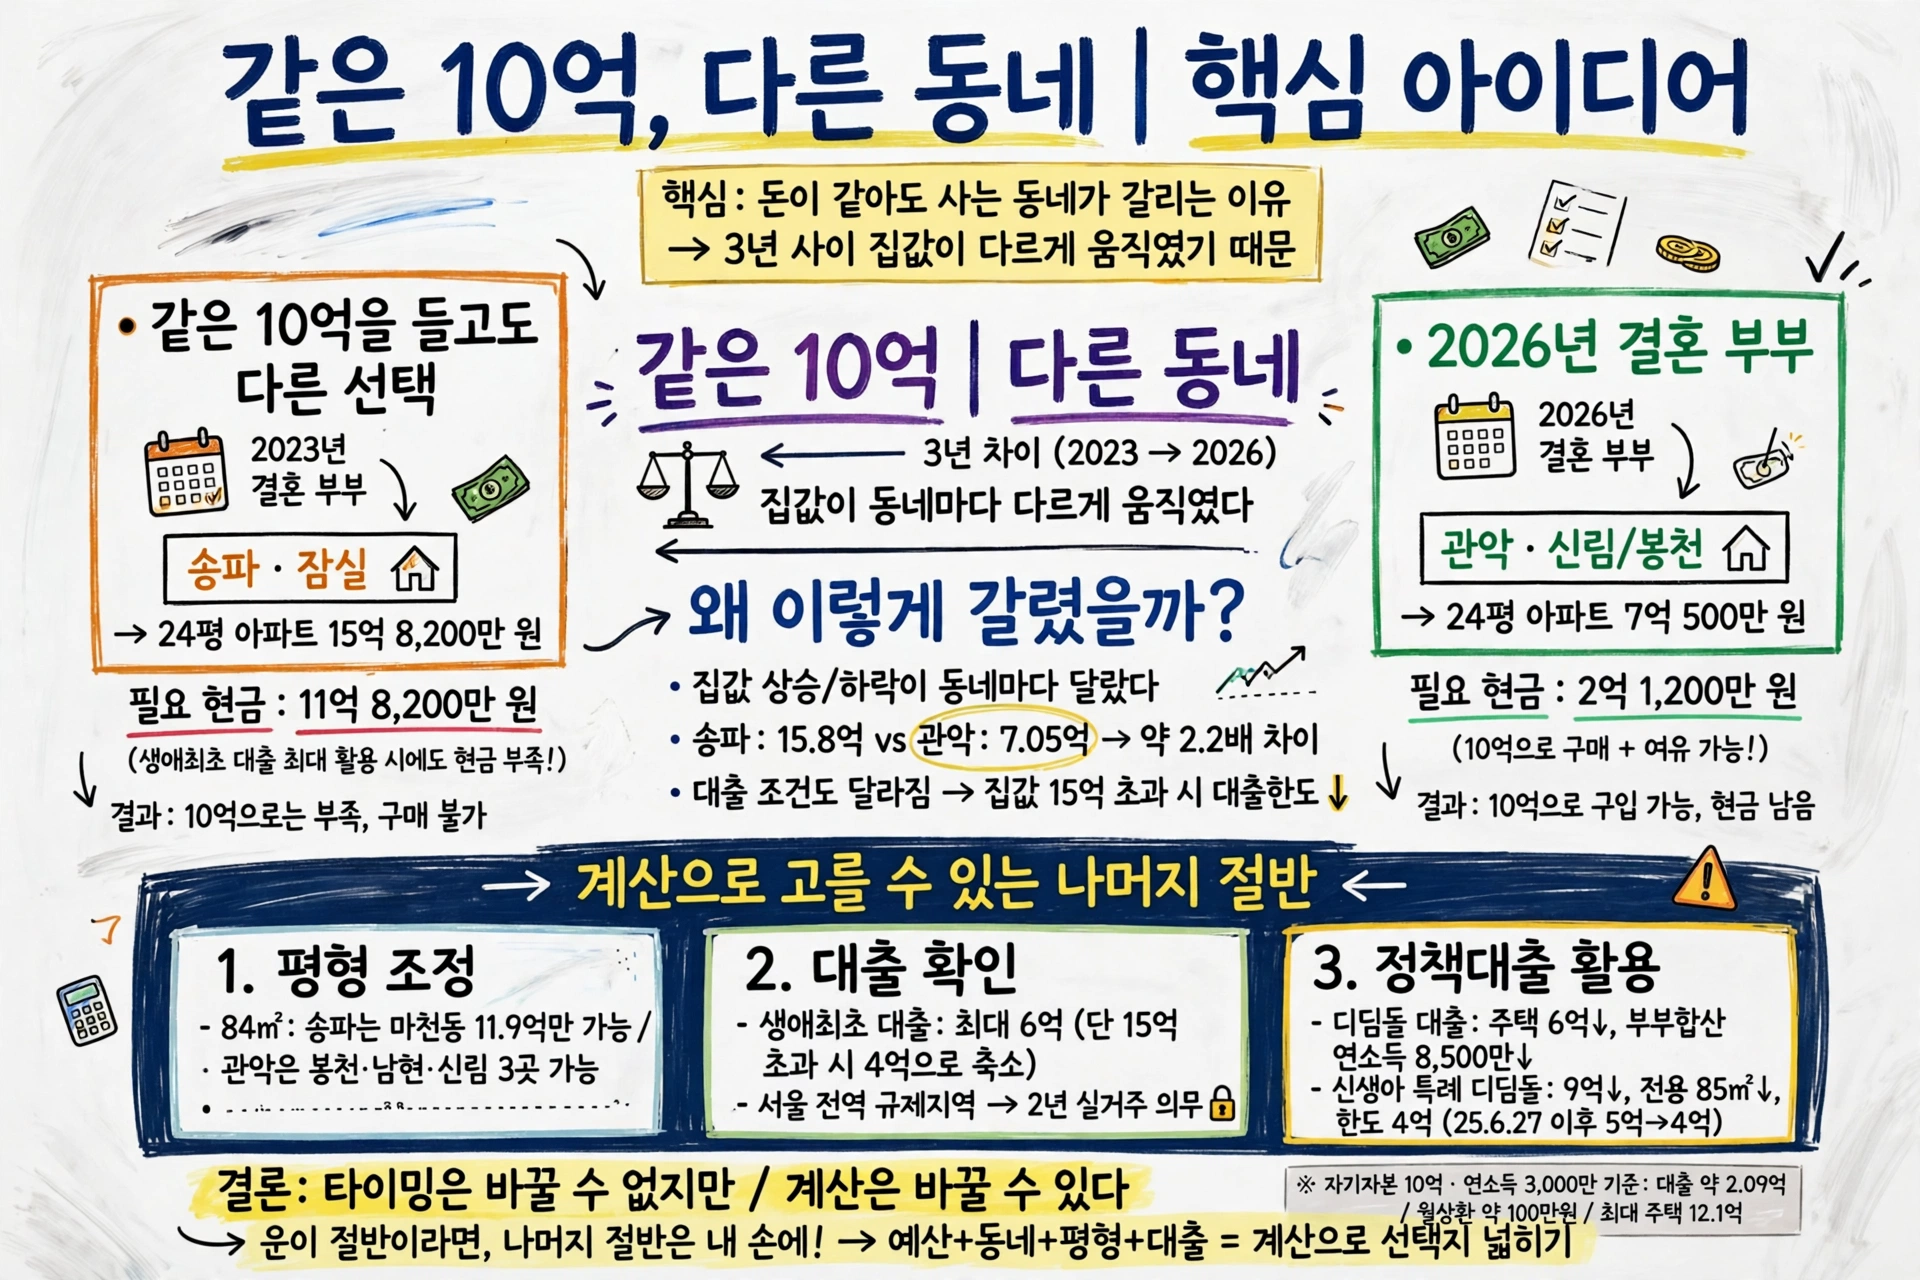 같은 10억, 다른 동네 | 핵심 아이디어
핵심: 돈이 같아도 사는 동네가 갈리는 이유
→ 3년 사이 집값이 다르게 움직였기 때문
• 같은 10억을 들고도
다른 선택
2023년
결혼 부부
송파 · 잠실
→ 24평 아파트 15억 8,200만 원
필요 현금 : 11억 8,200만 원
(생애최초 대출 최대 활용 시에도 현금 부족!)
결과 : 10억으로는 부족, 구매 불가
같은 10억 | 다른 동네
3년 차이 (2023 → 2026)
집값이 동네마다 다르게 움직였다
왜 이렇게 갈렸을까?
• 집값 상승/하락이 동네마다 달랐다
• 송파 : 15.8억 vs 관악 : 7.05억 → 약 2.2배 차이
• 대출 조건도 달라짐 → 집값 15억 초과 시 대출한도 ↓
• 2026년 결혼 부부
2026년
결혼 부부
관악 · 신림/봉천
→ 24평 아파트 7억 500만 원
필요 현금 : 2억 1,200만 원
(10억으로 구매 + 여유 가능!)
결과 : 10억으로 구입 가능, 현금 남음
→ 계산으로 고를 수 있는 나머지 절반 ←
1. 평형 조정
- 84㎡ : 송파는 마천동 11.9억만 가능 /
· 관악은 봉천·남현·신림 3곳 가능
2. 대출 확인
- 생애최초 대출 : 최대 6억 (단 15억
초과 시 4억으로 축소)
- 서울 전역 규제지역 → 2년 실거주 의무
3. 정책대출 활용
- 디딤돌 대출 : 주택 6억↓, 부부합산
연소득 8,500만↓
- 신생아 특례 디딤돌 : 9억↓, 전용 85㎡↓,
한도 4억 (25.6.27 이후 5억→4억)
결론 : 타이밍은 바꿀 수 없지만 / 계산은 바꿀 수 있다
→ 운이 절반이라면, 나머지 절반은 내 손에! → 예산+동네+평형+대출 = 계산으로 선택지 넓히기
※ 자기자본 10억 · 연소득 3,000만 기준 : 대출 약 2.09억
/ 월상환 약 100만원 / 최대 주택 12.1억